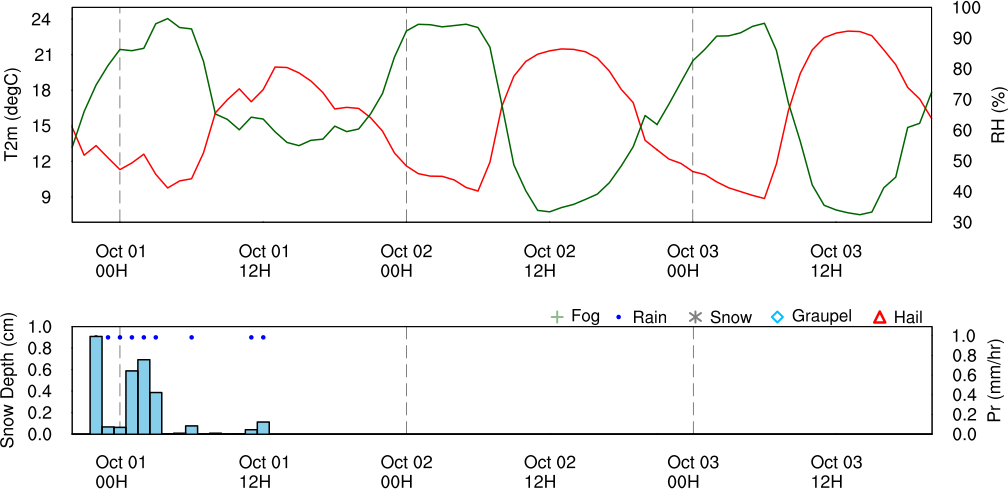 T2m (degC)
24
21
18
15
12
9
100
90
80
70
60
50
40
30
RH (%)
Oct 01 Oct 01 Oct 02 Oct 02 Oct 03 Oct 03
00H 12H 00H 12H 00H 12H
Fog Rain Snow Graupel Hail
Snow Depth (cm)
1.0
0.8
0.6
0.4
0.2
0.0
1.0
0.8
0.6
0.4
0.2
0.0
Pr (mm/hr)
Oct 01 Oct 01 Oct 02 Oct 02 Oct 03 Oct 03
00H 12H 00H 12H 00H 12H